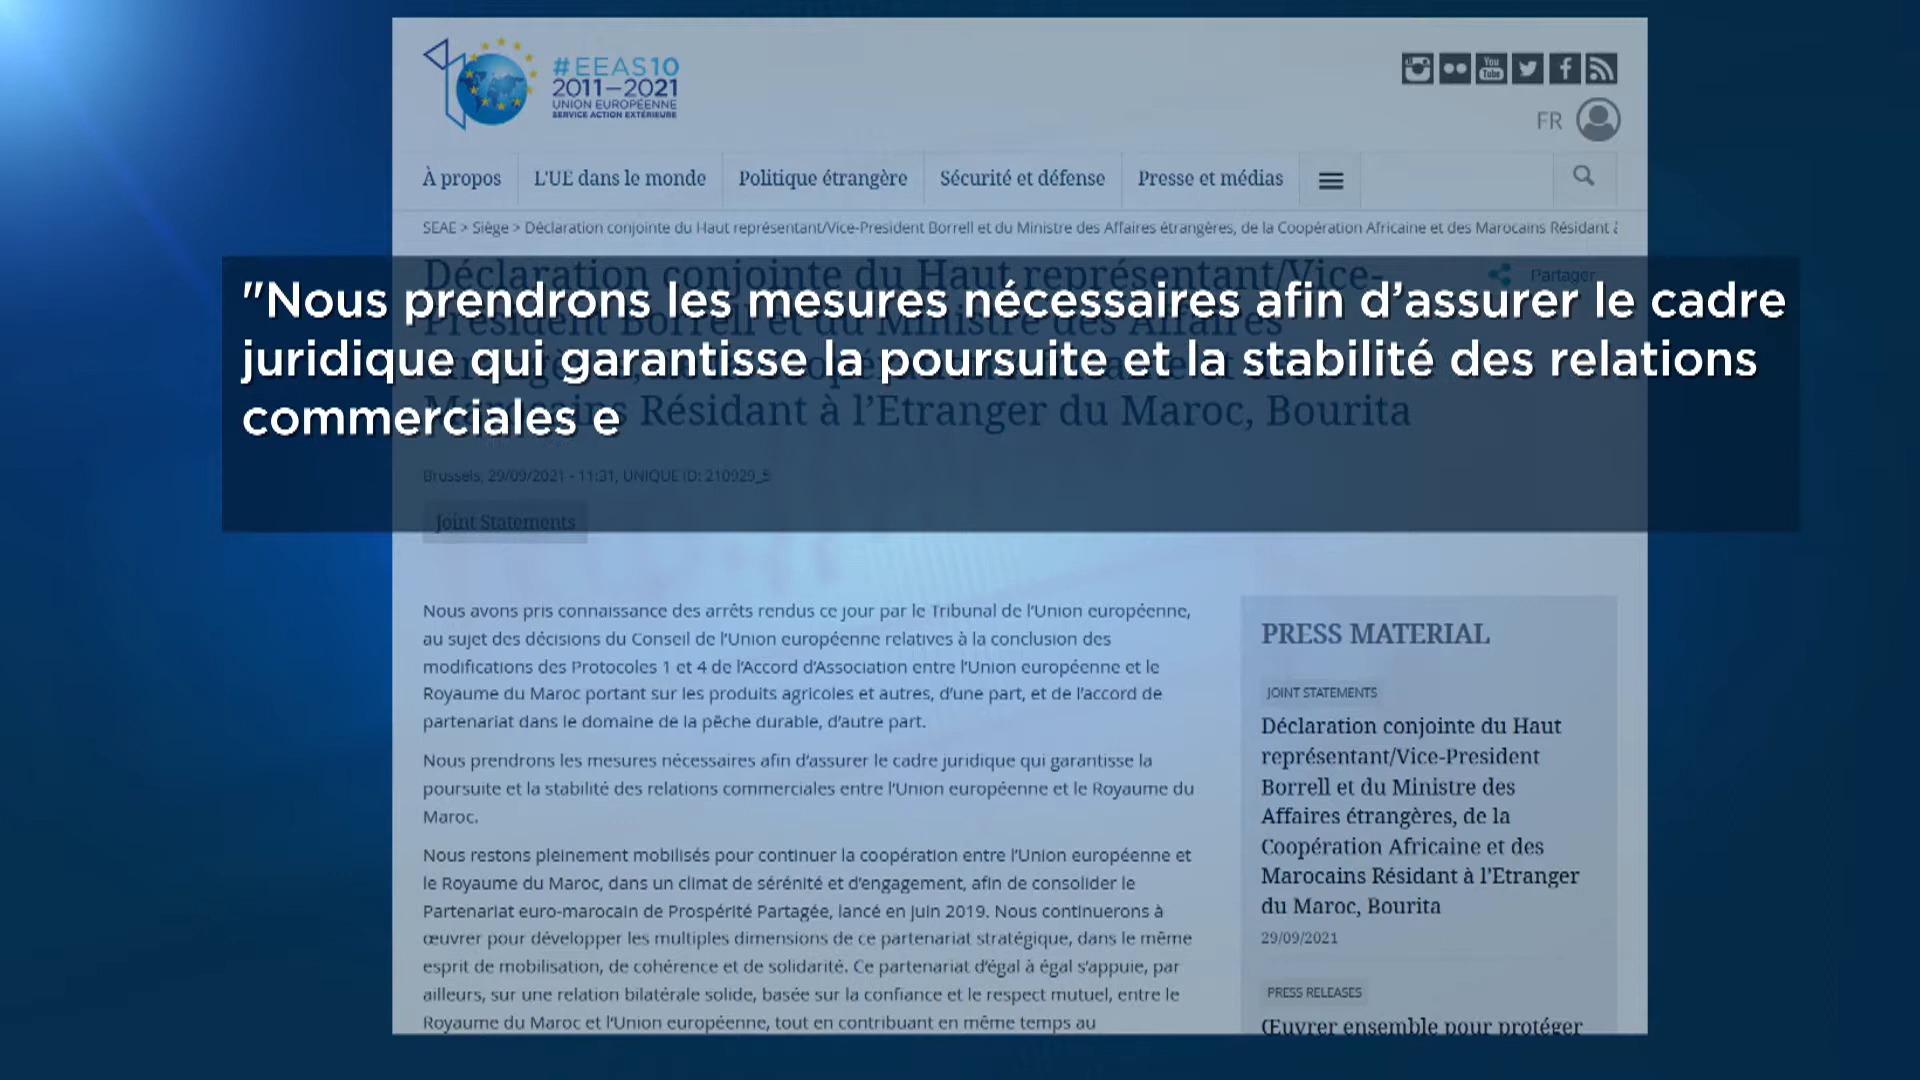 #EEAS10
2011–2021
UNION EUROPÉENNE
SERVICE ACTION EXTÉRIEURE
You
Tube
FR
À propos
L'UE dans le monde
Politique étrangère
Sécurité et défense
Presse et médias
SEAE > Siège > Déclaration conjointe du Haut représentant/Vice-President Borrell et du Ministre des Affaires étrangères, de la Coopération Africaine et des Marocains Résidant à
Déclaration conjointe du Haut représentant/Vice-
Partager
"Nous prendrons les mesures nécessaires afin d’assurer le cadre
President Borrell et du Ministre des Affaires
juridique qui garantisse la poursuite et la stabilité des relations
commerciales e
Marocains Résidant à l’Etranger du Maroc, Bourita
Brussels, 29/09/2021 - 11:31, UNIQUE ID: 210929_5
Joint Statements
Nous avons pris connaissance des arrêts rendus ce jour par le Tribunal de l’Union européenne,
au sujet des décisions du Conseil de l’Union européenne relatives à la conclusion des
modifications des Protocoles 1 et 4 de l’Accord d’Association entre l’Union européenne et le
Royaume du Maroc portant sur les produits agricoles et autres, d’une part, et de l’accord de
partenariat dans le domaine de la pêche durable, d’autre part.
Nous prendrons les mesures nécessaires afin d’assurer le cadre juridique qui garantisse la
poursuite et la stabilité des relations commerciales entre l’Union européenne et le Royaume du
Maroc.
Nous restons pleinement mobilisés pour continuer la coopération entre l’Union européenne et
le Royaume du Maroc, dans un climat de sérénité et d’engagement, afin de consolider le
Partenariat euro-marocain de Prospérité Partagée, lancé en juin 2019. Nous continuerons à
œuvrer pour développer les multiples dimensions de ce partenariat stratégique, dans le même
esprit de mobilisation, de cohérence et de solidarité. Ce partenariat d’égal à égal s’appuie, par
ailleurs, sur une relation bilatérale solide, basée sur la confiance et le respect mutuel, entre le
Royaume du Maroc et l’Union européenne, tout en contribuant en même temps au
PRESS MATERIAL
JOINT STATEMENTS
Déclaration conjointe du Haut
représentant/Vice-President
Borrell et du Ministre des
Affaires étrangères, de la
Coopération Africaine et des
Marocains Résidant à l’Etranger
du Maroc, Bourita
29/09/2021
PRESS RELEASES
Œuvrer ensemble pour protéger